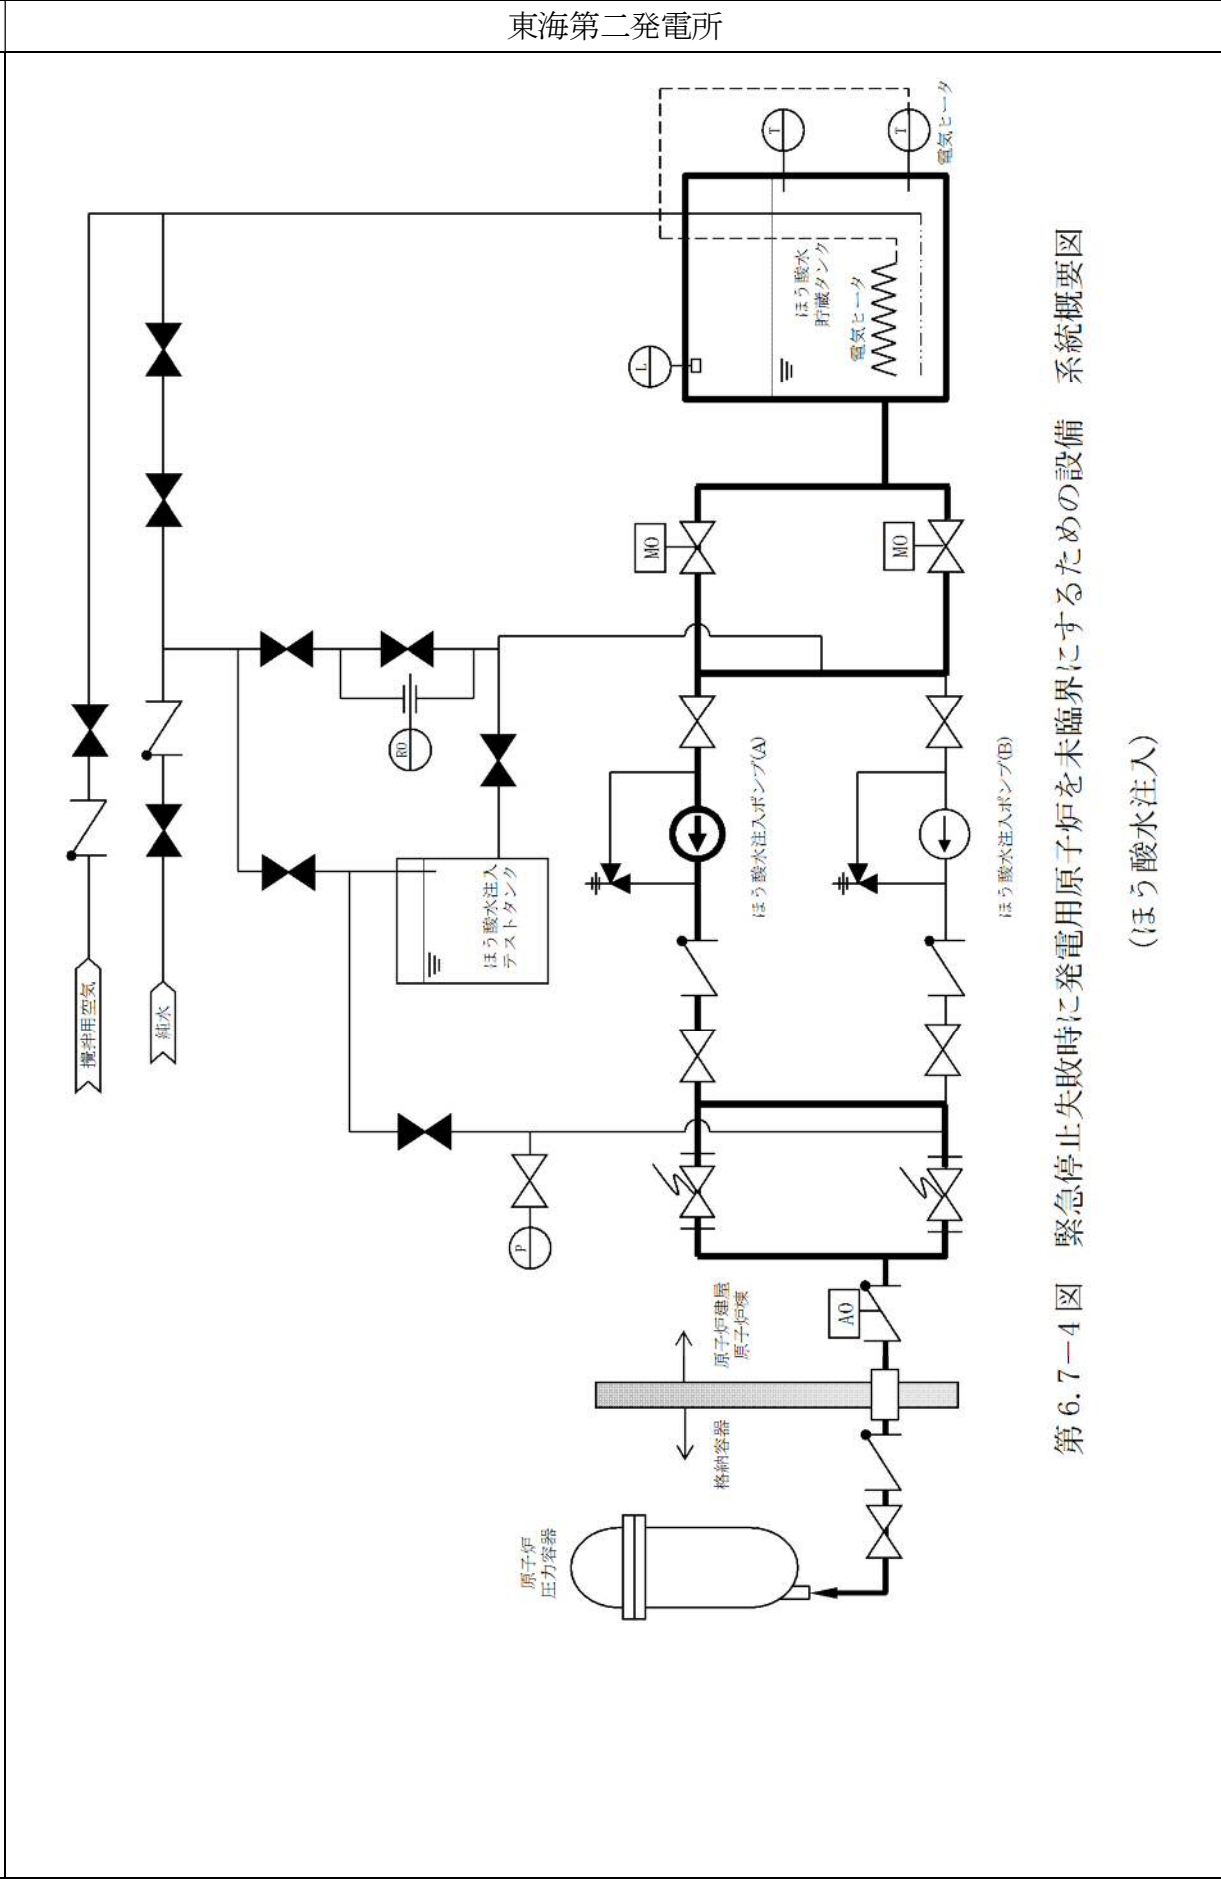 東海第二発電所
攪拌用空気
純水
RO
P
ほう酸水注入
テストタンク
L
T
T
電気ヒータ
ほう酸水
貯蔵タンク
電気ヒータ
MO
MO
ほう酸水注入ポンプ(A)
ほう酸水注入ポンプ(B)
AO
原子炉建屋
原子炉棟
格納容器
原子炉
圧力容器
第6.7-4図 緊急停止失敗時に発電用原子炉を未臨界にするための設備 系統概要図
(ほう酸水注入)